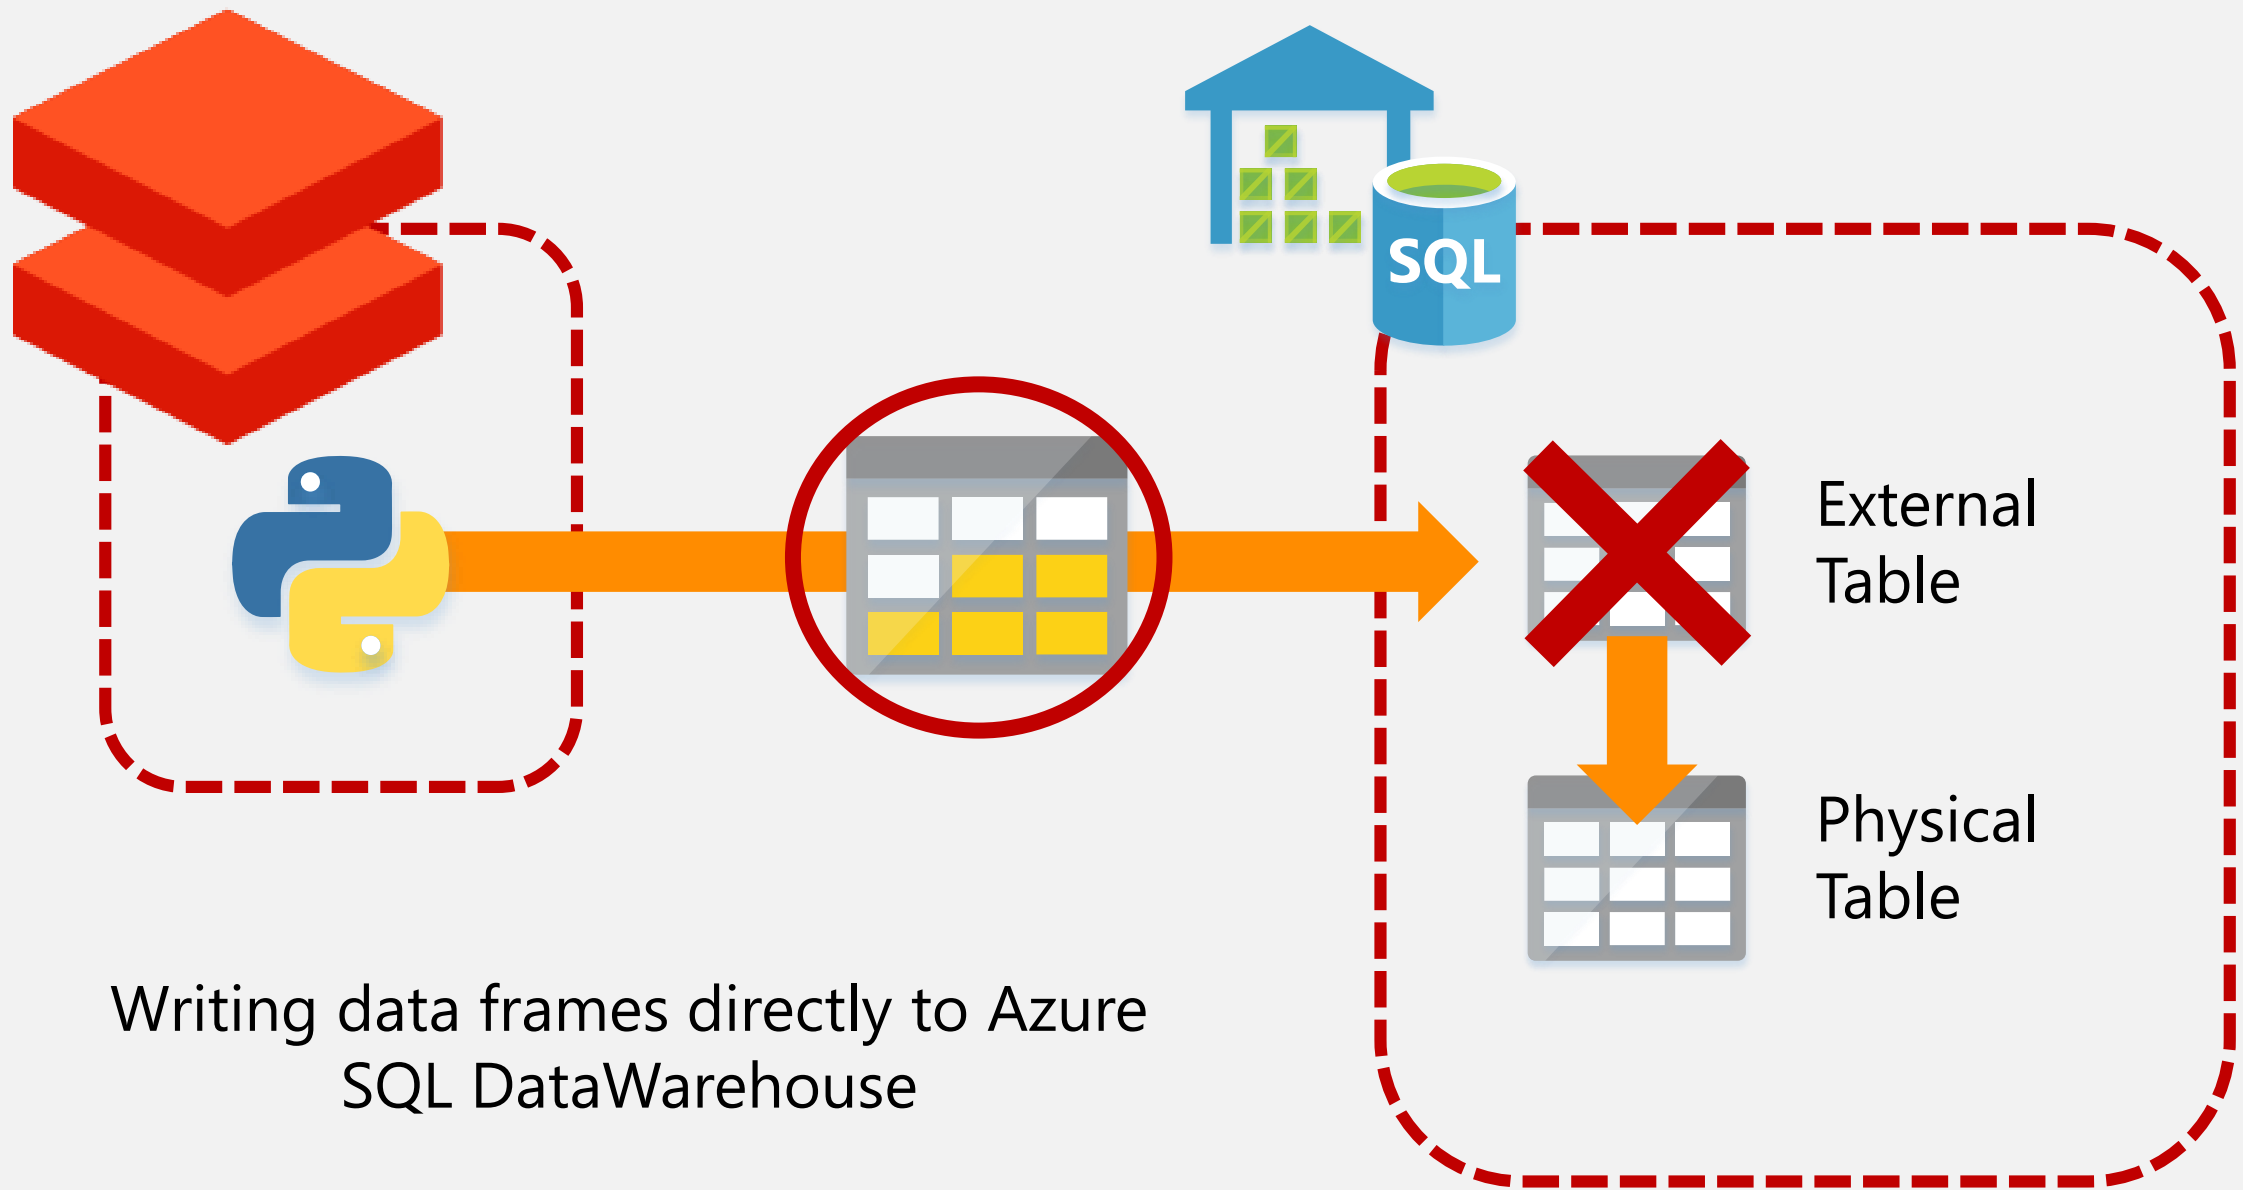 SQL
External
Table
Physical
Table
Writing data frames directly to Azure
SQL DataWarehouse